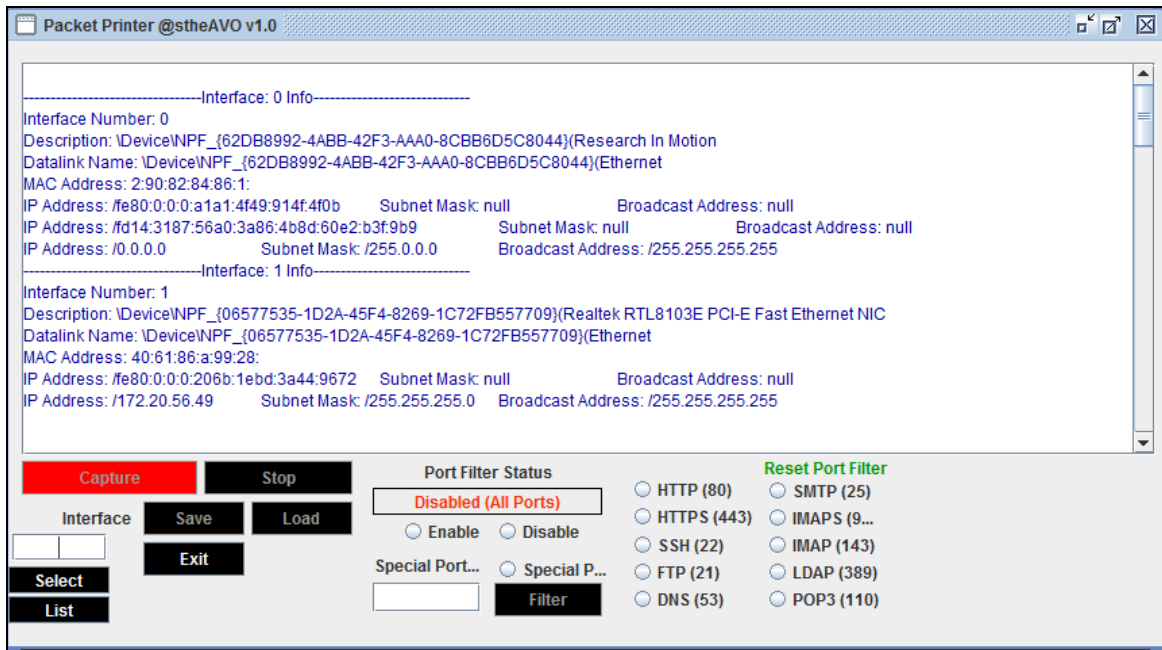 Packet Printer @stheAVO v1.0
----------------------------------Interface: 0 Info------------------------------
Interface Number: 0
Description: \Device\NPF_{62DB8992-4ABB-42F3-AAA0-8CBB6D5C8044}(Research In Motion
Datalink Name: \Device\NPF_{62DB8992-4ABB-42F3-AAA0-8CBB6D5C8044}(Ethernet
MAC Address: 2:90:82:84:86:1:
IP Address: /fe80:0:0:0:a1a1:4f49:914f:4f0b Subnet Mask: null Broadcast Address: null
IP Address: /fd14:3187:56a0:3a86:4b8d:60e2:b3f:9b9 Subnet Mask: null Broadcast Address: null
IP Address: /0.0.0.0 Subnet Mask: /255.0.0.0 Broadcast Address: /255.255.255.255
----------------------------------Interface: 1 Info------------------------------
Interface Number: 1
Description: \Device\NPF_{06577535-1D2A-45F4-8269-1C72FB557709}(Realtek RTL8103E PCI-E Fast Ethernet NIC
Datalink Name: \Device\NPF_{06577535-1D2A-45F4-8269-1C72FB557709}(Ethernet
MAC Address: 40:61:86:a:99:28:
IP Address: /fe80:0:0:0:206b:1ebd:3a44:9672 Subnet Mask: null Broadcast Address: null
IP Address: /172.20.56.49 Subnet Mask: /255.255.255.0 Broadcast Address: /255.255.255.255
Capture Stop
Interface Save Load
Exit
Select
List
Port Filter Status
Disabled (All Ports)
Enable Disable
Special Port... Special P...
Filter
Reset Port Filter
HTTP (80) SMTP (25)
HTTPS (443) IMAPS (9...
SSH (22) IMAP (143)
FTP (21) LDAP (389)
DNS (53) POP3 (110)